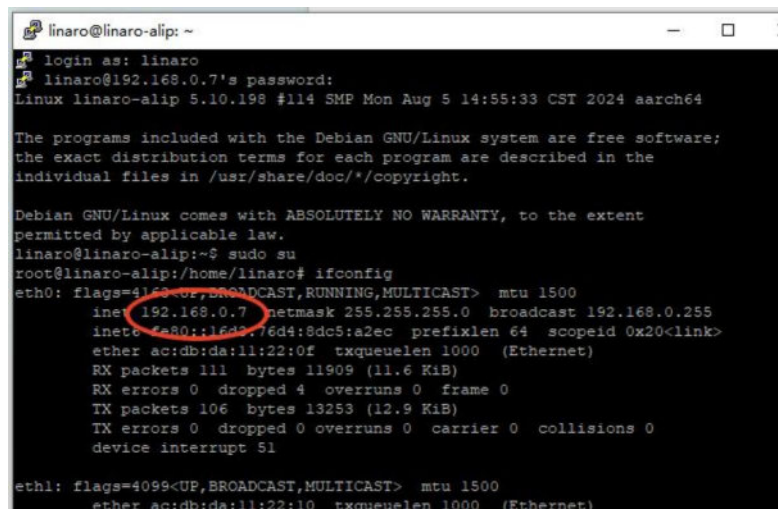 linaro@linaro-alip: ~
login as: linaro
linaro@192.168.0.7's password:
Linux linaro-alip 5.10.198 #114 SMP Mon Aug 5 14:55:33 CST 2024 aarch64
The programs included with the Debian GNU/Linux system are free software;
the exact distribution terms for each program are described in the
individual files in /usr/share/doc/*/copyright.
Debian GNU/Linux comes with ABSOLUTELY NO WARRANTY, to the extent
permitted by applicable law.
linaro@linaro-alip:~$ sudo su
root@linaro-alip:/home/linaro# ifconfig
eth0: flags=4163<UP,BROADCAST,RUNNING,MULTICAST>  mtu 1500
inet 192.168.0.7 netmask 255.255.255.0 broadcast 192.168.0.255
inet6 prefixlen 64 scopeid 0x20<link>
ether ac:db:da:11:22:0f txqueuelen 1000 (Ethernet)
RX packets 111 bytes 11909 (11.6 KiB)
RX errors 0 dropped 4 overruns 0 frame 0
TX packets 106 bytes 13253 (12.9 KiB)
TX errors 0 dropped 0 overruns 0 carrier 0 collisions 0
device interrupt 51
eth1: flags=4099<UP,BROADCAST,MULTICAST> mtu 1500
ether ac:db:da:11:22:10 txqueuelen 1000 (Ethernet)